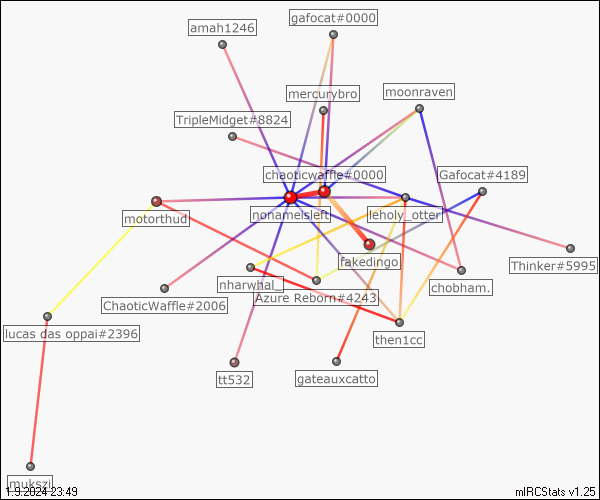 gafocat#0000
amah1246
mercurybro
moonraven
TripleMidget#8824
chaoticwaffle#0000
Gafocat#4189
motorthud
nonameisleft
leholy_otter
fakedingo
Thinker#5995
nharwhal_
Azure Reborn#4243
chobham.
ChaoticWaffle#2006
lucas das oppai#2396
then1cc
tt532
gateauxcatto
mukszi
1.9.2024 23:49
mIRCStats v1.25